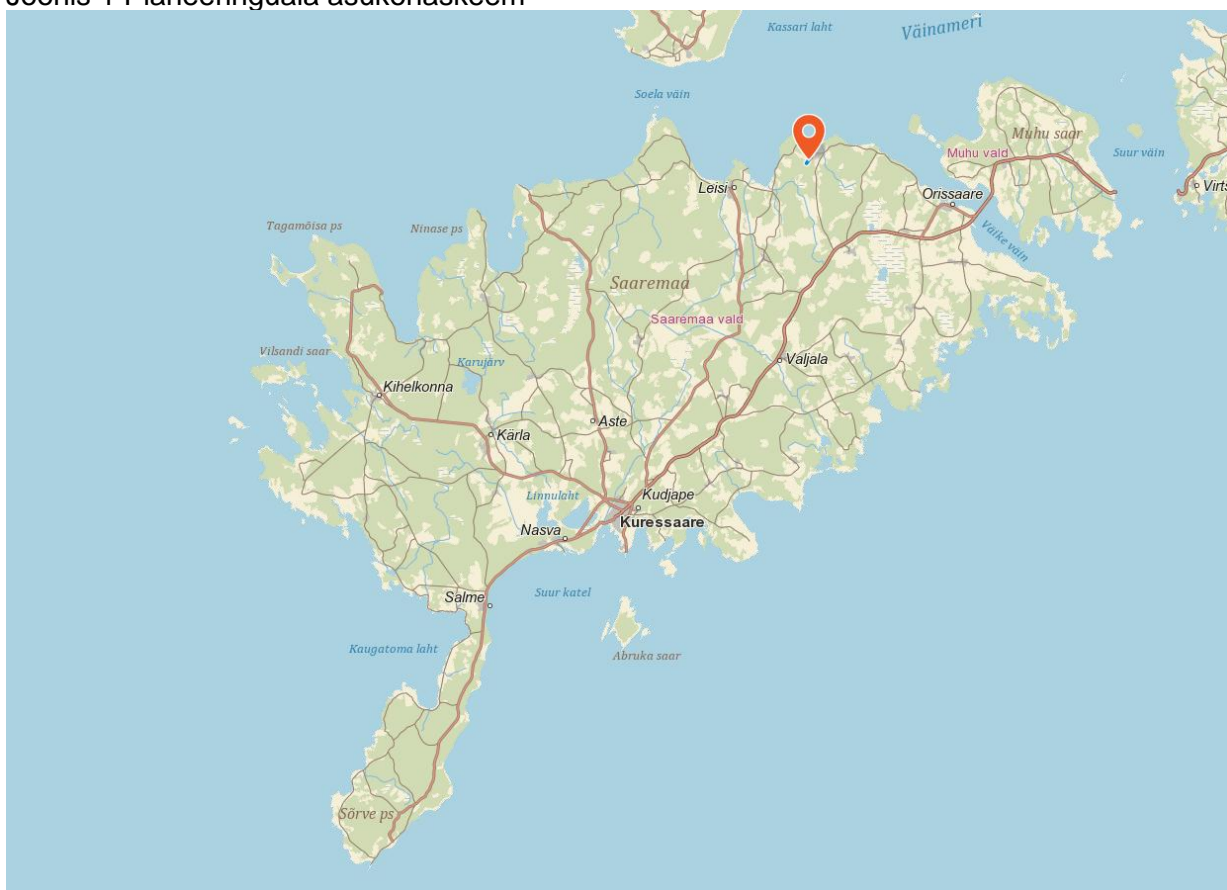 Joonis 1 Planeeringuala asukohaskeem
Kassari laht
Väinameri
Soela väin
Muhu saar
Muhu vald
Suur väin
Leisi
Orissaare
Väike väin
Tagamõisa ps
Ninase ps
Saaremaa
Saaremaa vald
Vilsandi saar
Karujärv
Valjala
Kihelkonna
Aste
Kärla
Linnulaht
Kudjape
Kuressaare
Nasva
Suur katel
Salme
Kaugatoma laht
Abruka saar
Sõrve ps